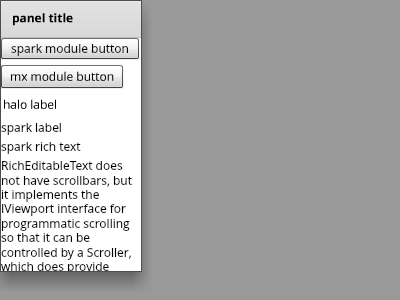 panel title
spark module button
mx module button
halo label
spark label
spark rich text
RichEditableText does
not have scrollbars, but
it implements the
IViewport interface for
programmatic scrolling
so that it can be
controlled by a Scroller,
which does provide